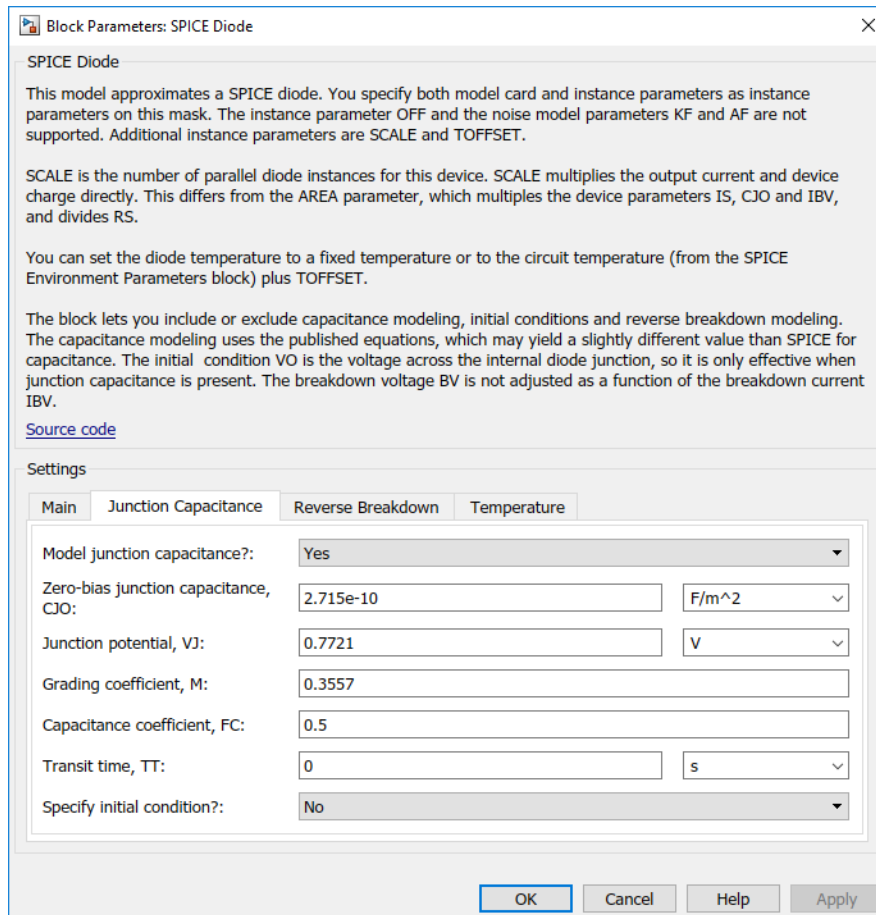 Block Parameters: SPICE Diode
SPICE Diode
This model approximates a SPICE diode. You specify both model card and instance parameters as instance
parameters on this mask. The instance parameter OFF and the noise model parameters KF and AF are not
supported. Additional instance parameters are SCALE and TOFFSET.
SCALE is the number of parallel diode instances for this device. SCALE multiplies the output current and device
charge directly. This differs from the AREA parameter, which multiples the device parameters IS, CJO and IBV,
and divides RS.
You can set the diode temperature to a fixed temperature or to the circuit temperature (from the SPICE
Environment Parameters block) plus TOFFSET.
The block lets you include or exclude capacitance modeling, initial conditions and reverse breakdown modeling.
The capacitance modeling uses the published equations, which may yield a slightly different value than SPICE for
capacitance. The initial  condition VO is the voltage across the internal diode junction, so it is only effective when
junction capacitance is present. The breakdown voltage BV is not adjusted as a function of the breakdown current
IBV.
Source code
Settings
Main Junction Capacitance Reverse Breakdown Temperature
Model junction capacitance?: Yes
Zero-bias junction capacitance,
CJO: 2.715e-10 F/m^2
Junction potential, VJ: 0.7721 V
Grading coefficient, M: 0.3557
Capacitance coefficient, FC: 0.5
Transit time, TT: 0 s
Specify initial condition?: No
OK Cancel Help Apply